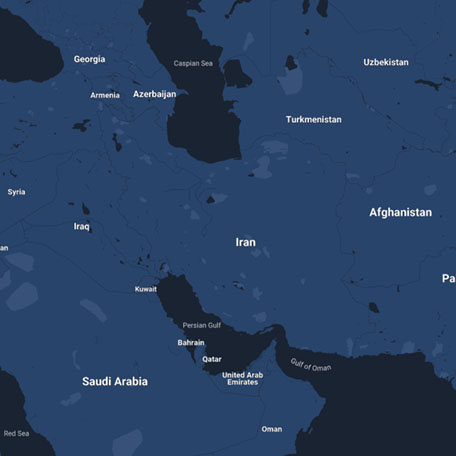 Caspian Sea
Georgia
Uzbekistan
Armenia
Azerbaijan
Turkmenistan
Syria
Afghanistan
Iraq
Iran
an
Pa
Kuwait
Persian Gulf
Bahrain
Qatar
Gulf of Oman
United Arab
Emirates
Saudi Arabia
Oman
Red Sea